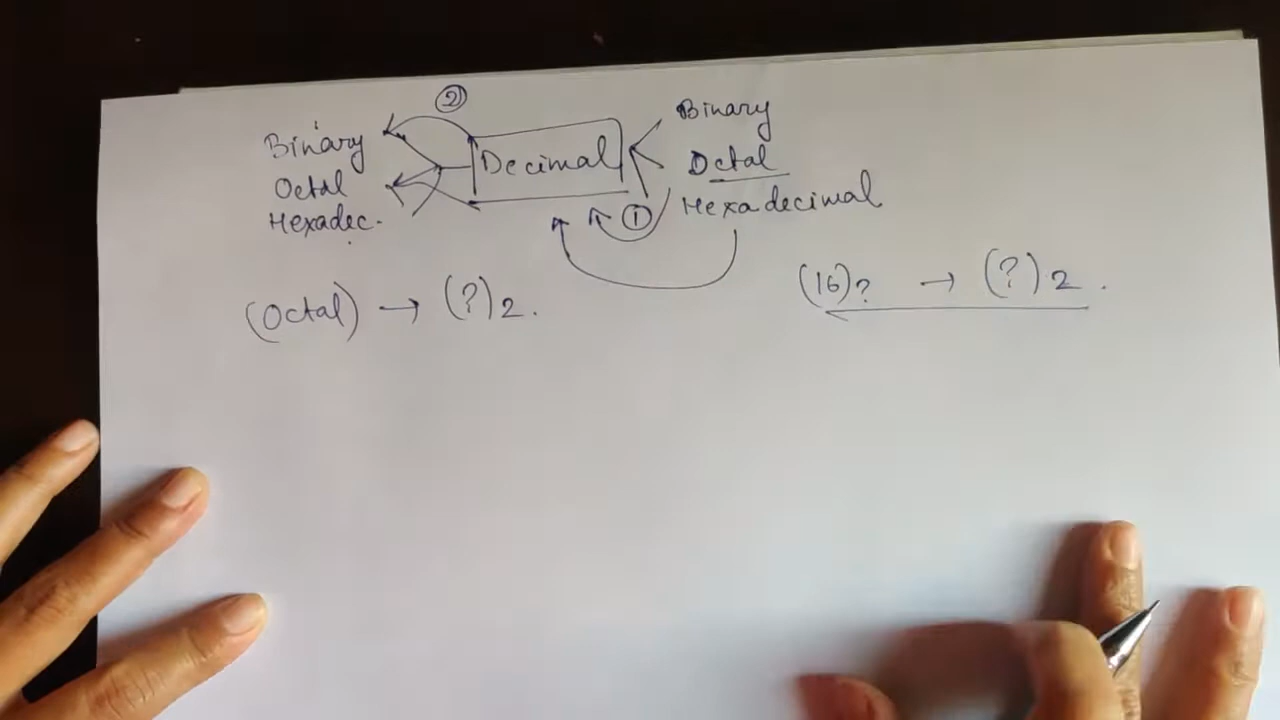 ②
Binary
Octal
Hexadec.
Decimal
Binary
Octal
Hexadecimal
①
(Octal) → (?)2.
(16)? → (?)2.